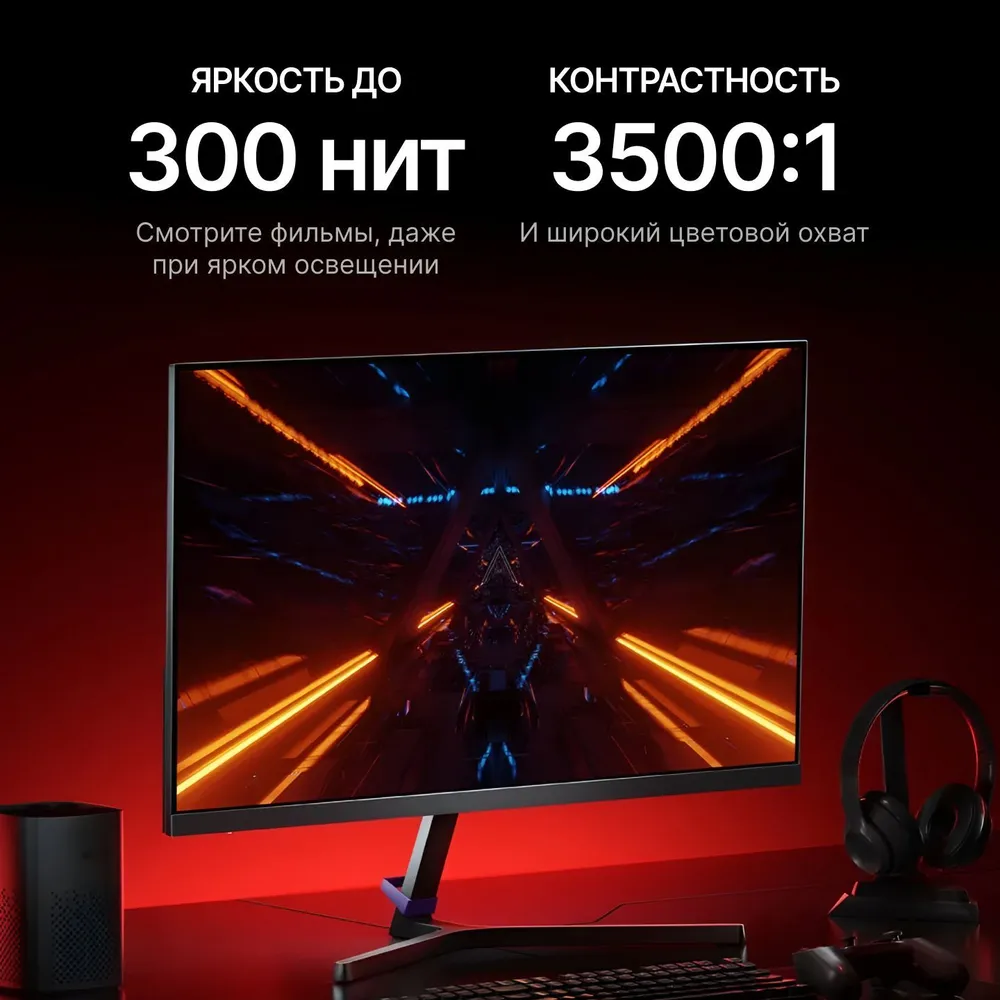 ЯРКОСТЬ ДО
300 нит
Смотрите фильмы, даже
при ярком освещении
КОНТРАСТНОСТЬ
3500:1
И широкий цветовой охват